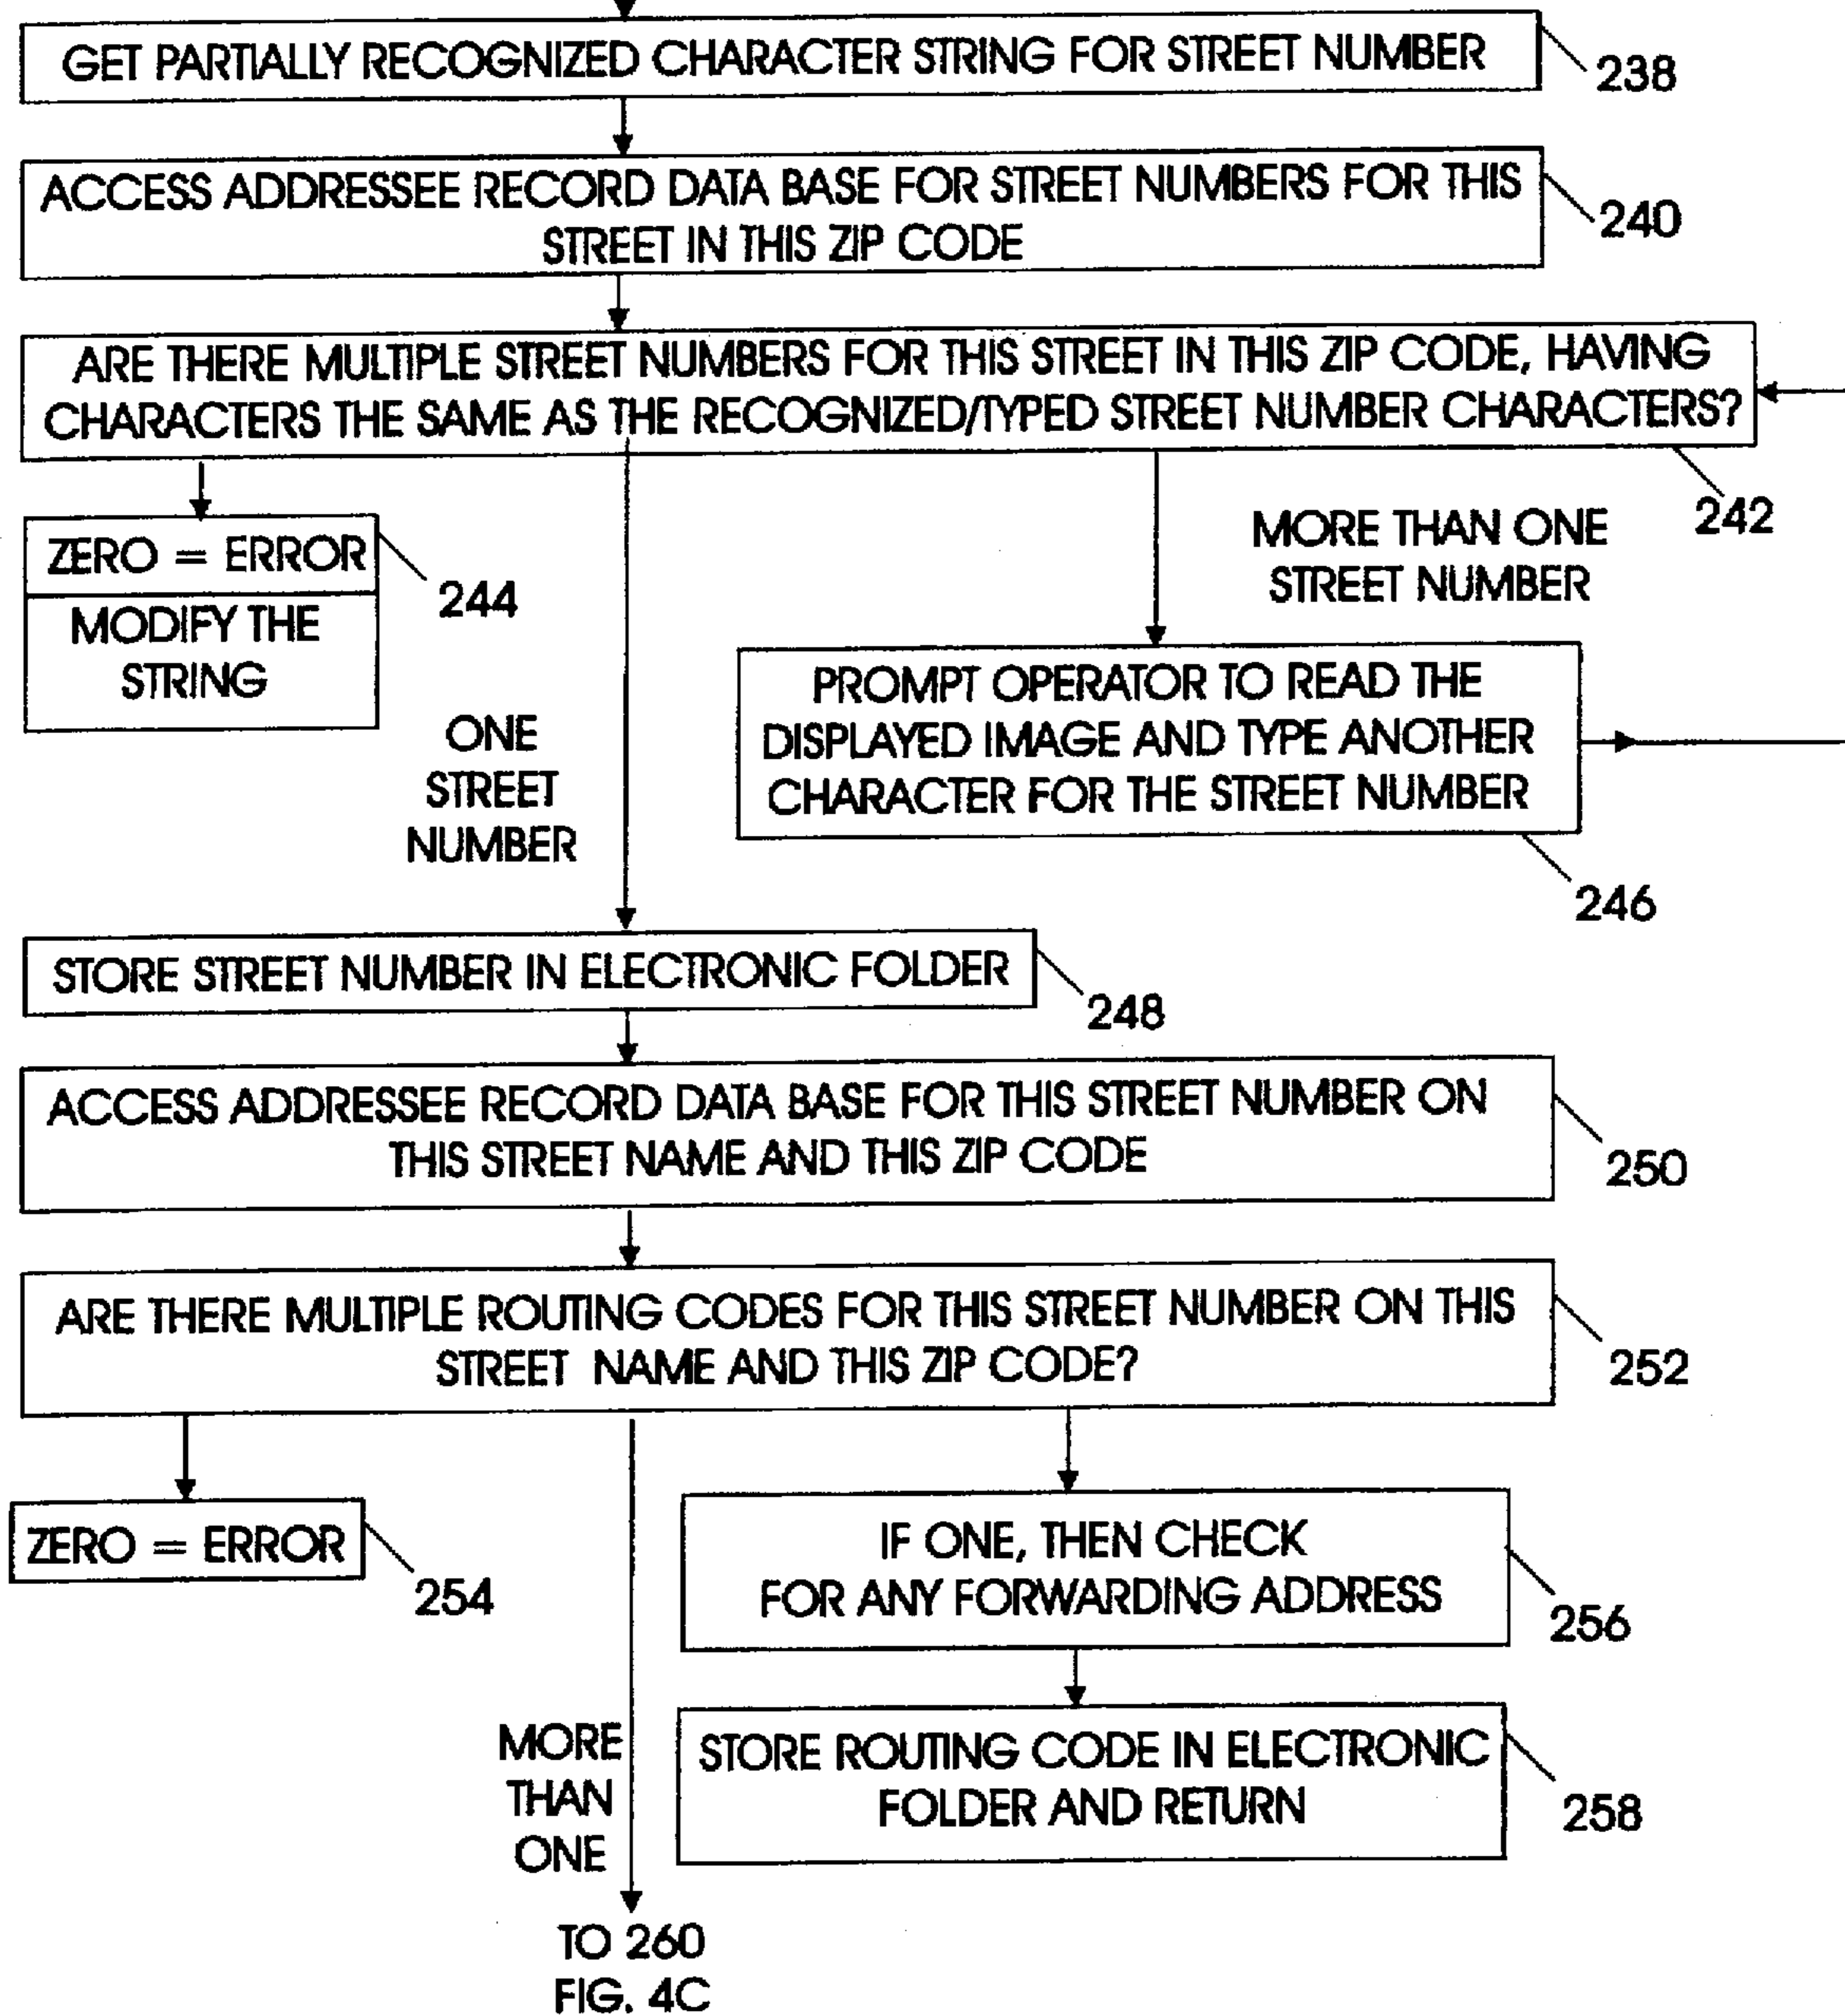 GET PARTIALLY RECOGNIZED CHARACTER STRING FOR STREET NUMBER
238
ACCESS ADDRESSEE RECORD DATA BASE FOR STREET NUMBERS FOR THIS
STREET IN THIS ZIP CODE
240
ARE THERE MULTIPLE STREET NUMBERS FOR THIS STREET IN THIS ZIP CODE, HAVING
CHARACTERS THE SAME AS THE RECOGNIZED/TYPED STREET NUMBER CHARACTERS?
242
ZERO = ERROR
MODIFY THE
STRING
244
ONE
STREET
NUMBER
MORE THAN ONE
STREET NUMBER
PROMPT OPERATOR TO READ THE
DISPLAYED IMAGE AND TYPE ANOTHER
CHARACTER FOR THE STREET NUMBER
246
STORE STREET NUMBER IN ELECTRONIC FOLDER
248
ACCESS ADDRESSEE RECORD DATA BASE FOR THIS STREET NUMBER ON
THIS STREET NAME AND THIS ZIP CODE
250
ARE THERE MULTIPLE ROUTING CODES FOR THIS STREET NUMBER ON THIS
STREET NAME AND THIS ZIP CODE?
252
ZERO = ERROR
254
IF ONE, THEN CHECK
FOR ANY FORWARDING ADDRESS
256
MORE
THAN
ONE
STORE ROUTING CODE IN ELECTRONIC
FOLDER AND RETURN
258
TO 260
FIG. 4C